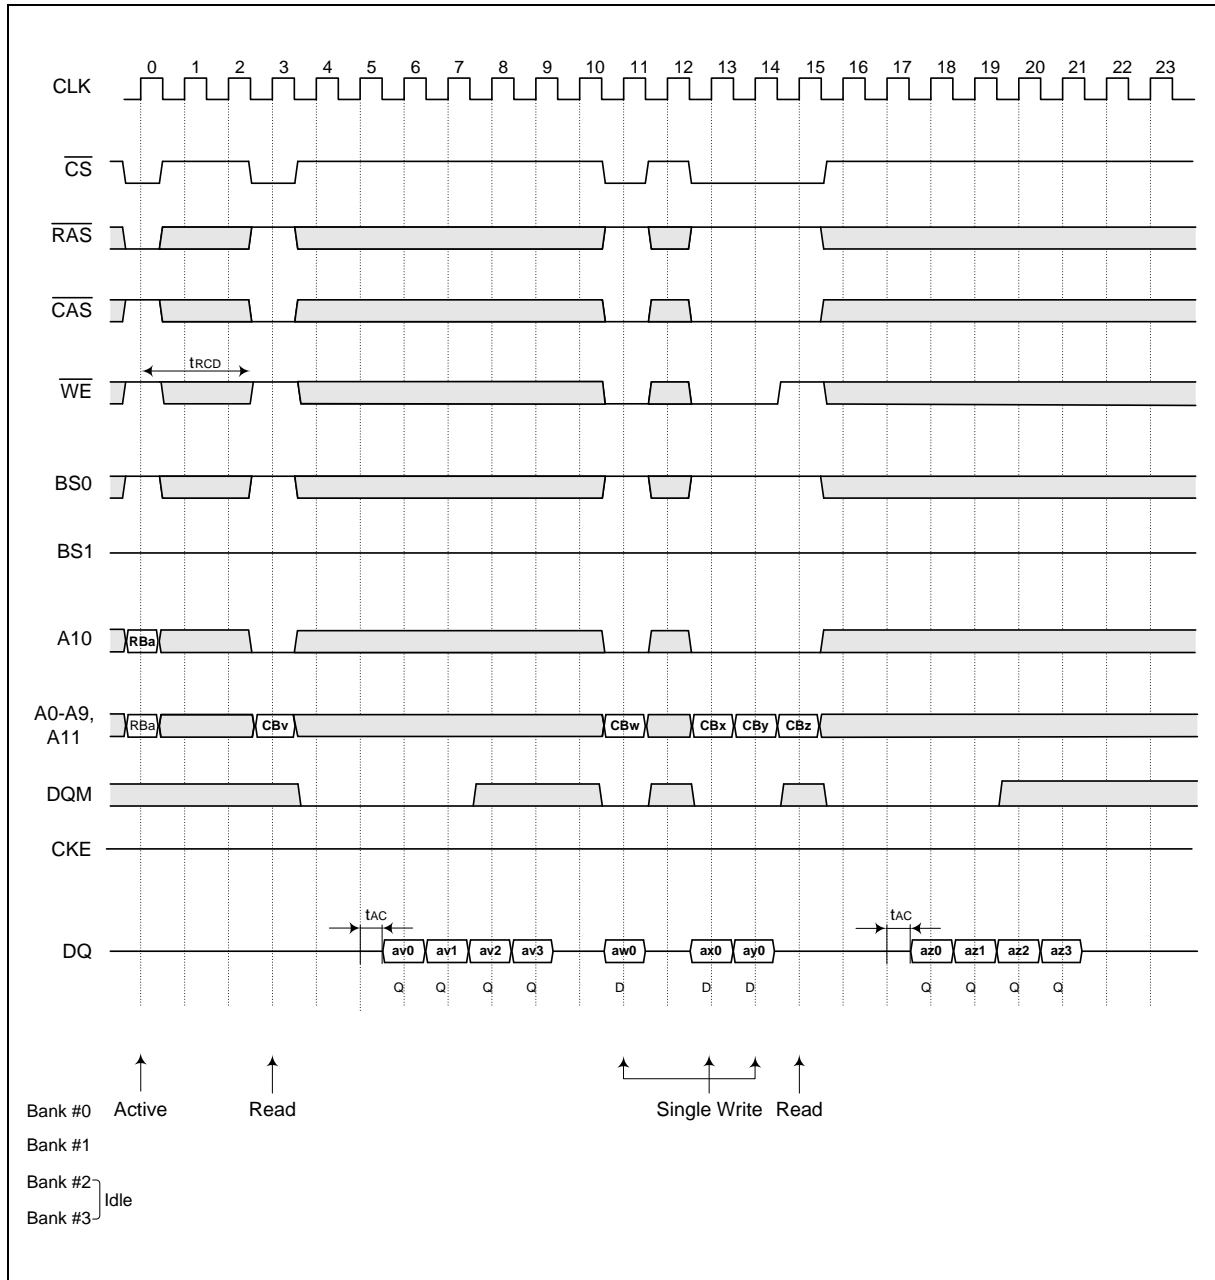 CLK 0 1 2 3 4 5 6 7 8 9 10 11 12 13 14 15 16 17 18 19 20 21 22 23
CS
RAS
CAS
tRCD
WE
BS0
BS1
A10 RBa
A0-A9,
A11
RBa CBv CBw CBx CBy CBz
DQM
CKE
tAC tAC
DQ av0 av1 av2 av3 aw0 ax0 ay0 az0 az1 az2 az3
Q Q Q Q D D D Q Q Q Q
Bank #0 Active Read Single Write Read
Bank #1
Bank #2
Idle
Bank #3